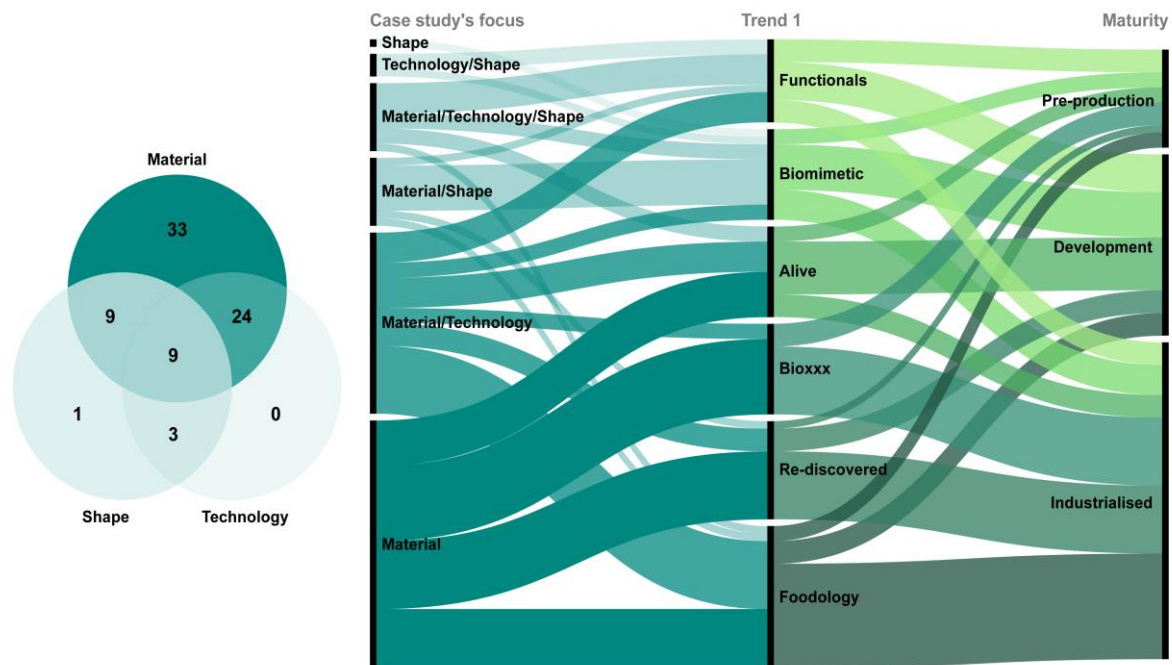 Case study's focus
Trend 1
Maturity
Shape
Technology/Shape
Material/Technology/Shape
Material/Shape
Material/Technology
Material
Functionals
Biomimetic
Alive
Bioxxx
Re-discovered
Foodology
Pre-production
Development
Industrialised
Material
33
9
24
9
1
0
3
Shape
Technology